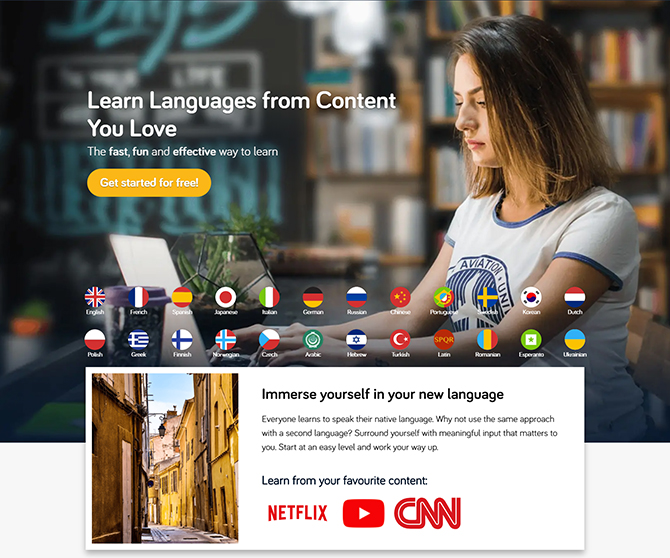 Learn Languages from Content
You Love
The fast, fun and effective way to learn
Get started for free!
AVIATION
English French Spanish Japanese Italian German Russian Chinese Portuguese Swedish Korean Dutch
SPQR
Polish Greek Finnish Norwegian Czech Arabic Hebrew Turkish Latin Romanian Esperanto Ukrainian
Immerse yourself in your new language
Everyone learns to speak their native language. Why not use the same approach
with a second language? Surround yourself with meaningful input that matters to
you. Start at an easy level and work your way up.
Learn from your favourite content:
NETFLIX
CNN